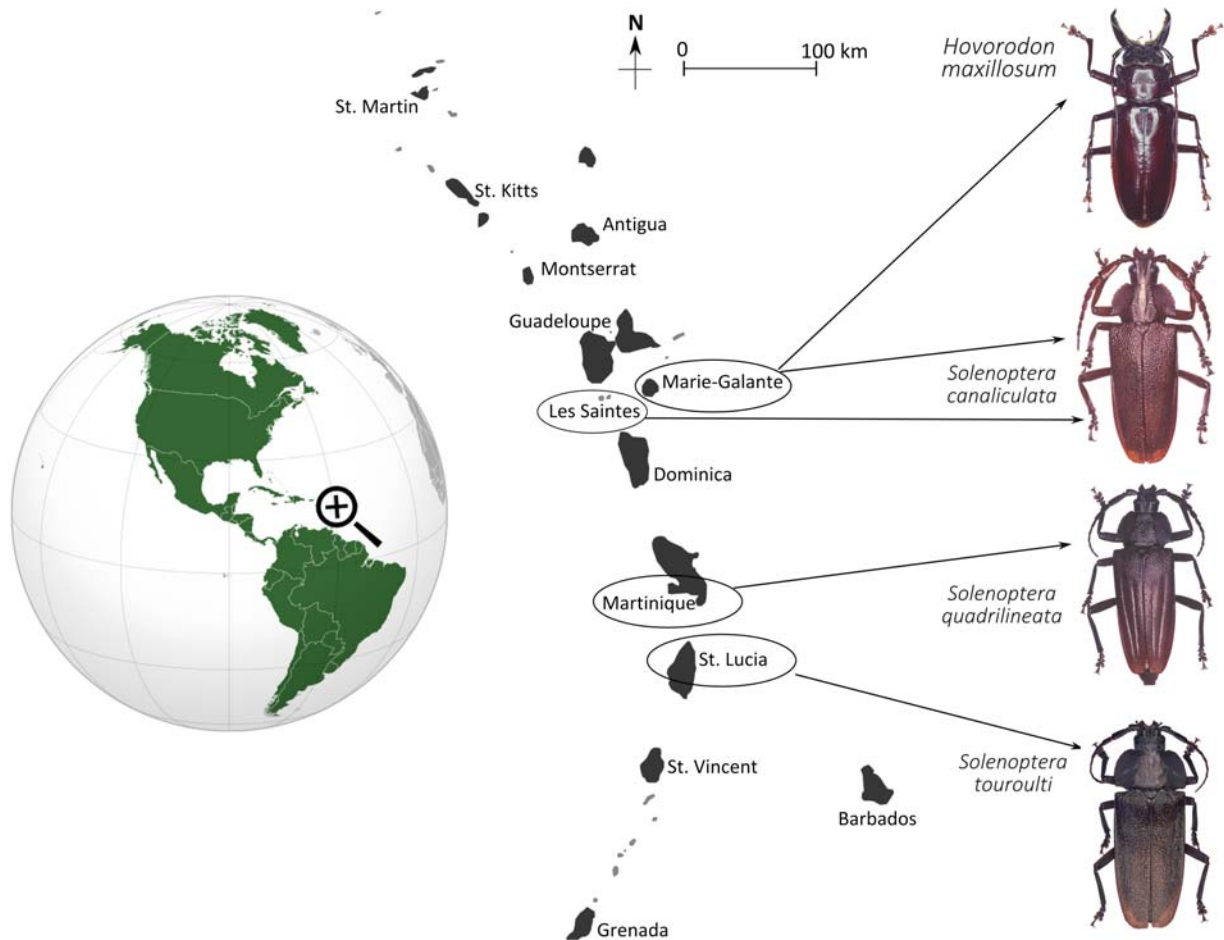 N
0 100 km
Hovorodon
maxillosum
St. Martin
St. Kitts
Antigua
Montserrat
Guadeloupe
Marie-Galante
Les Saintes
Solenoptera
canaliculata
Dominica
Martinique
Solenoptera
quadrilineata
St. Lucia
St. Vincent
Solenoptera
touroulti
Barbados
Grenada